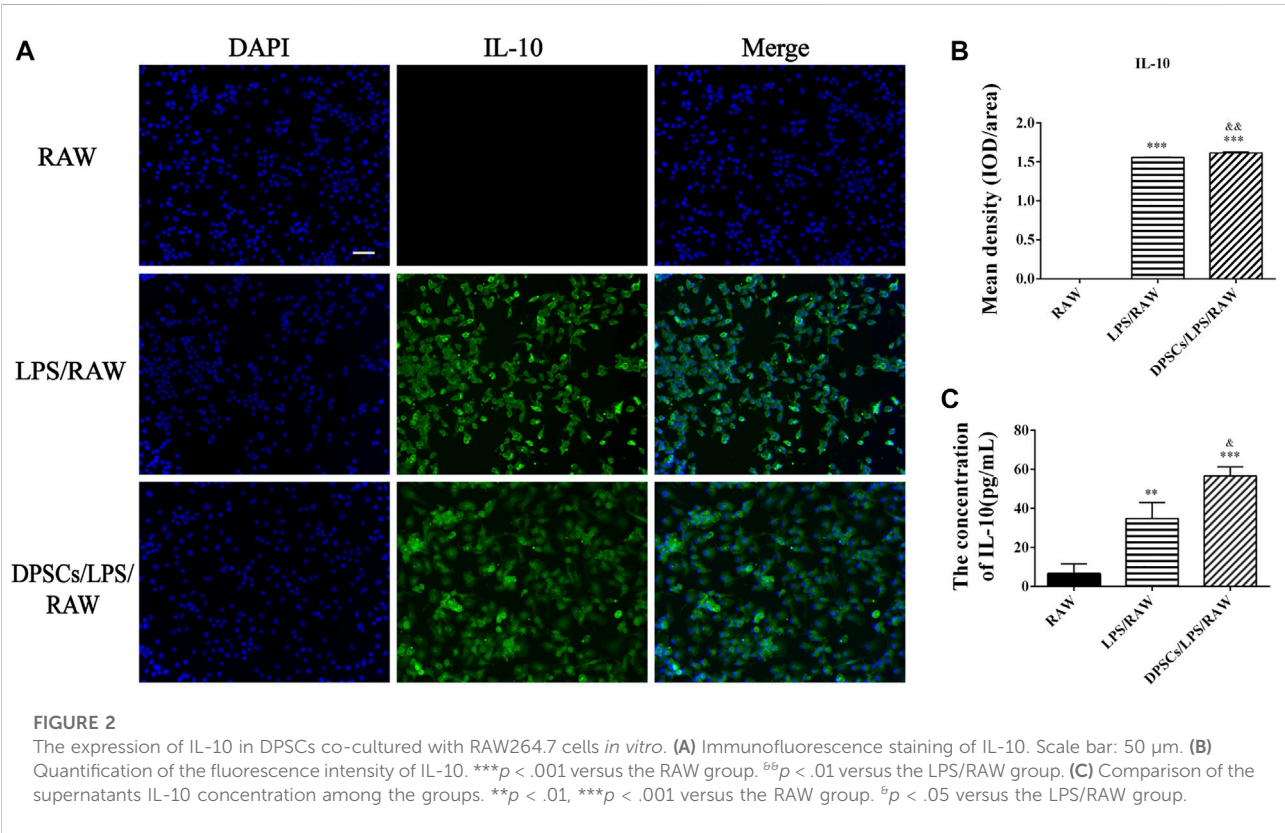 A
DAPI
IL-10
Merge
RAW
LPS/RAW
DPSCs/LPS/
RAW
B
IL-10
Mean density (IOD/area)
2.0
1.5
1.0
0.5
0.0
***
&&
***
RAW
LPS/RAW
DPSCs/LPS/RAW
C
The concentration
of IL-10(pg/mL)
80
60
40
20
0
**
&
***
RAW
LPS/RAW
DPSCs/LPS/RAW
FIGURE 2
The expression of IL-10 in DPSCs co-cultured with RAW264.7 cells in vitro. (A) Immunofluorescence staining of IL-10. Scale bar: 50 μm. (B)
Quantification of the fluorescence intensity of IL-10. ***p < .001 versus the RAW group. &&p < .01 versus the LPS/RAW group. (C) Comparison of the
supernatants IL-10 concentration among the groups. **p < .01, ***p < .001 versus the RAW group. &p < .05 versus the LPS/RAW group.